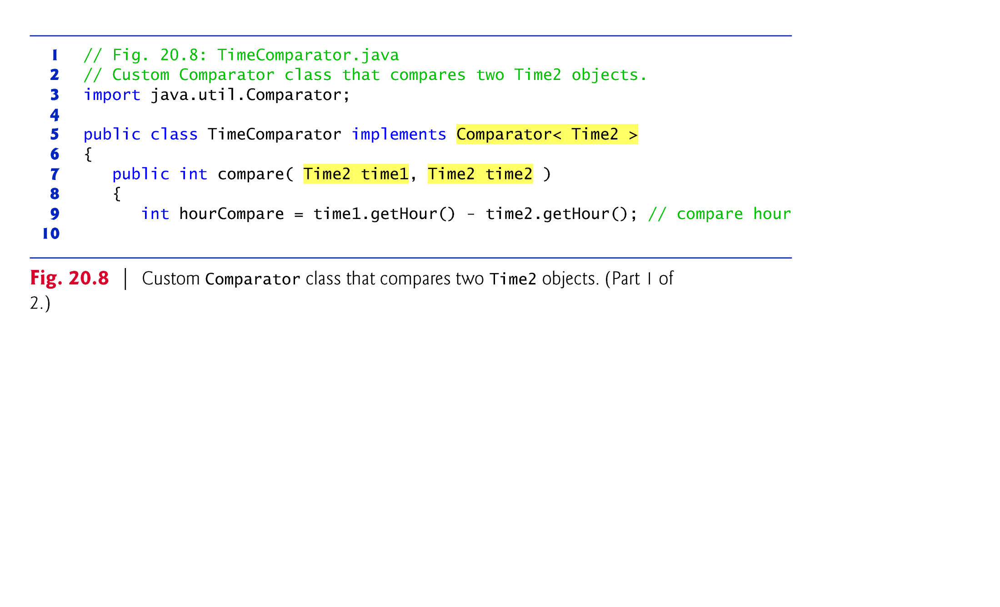 1 // Fig. 20.8: TimeComparator.java
2 // Custom Comparator class that compares two Time2 objects.
3 import java.util.Comparator;
4
5 public class TimeComparator implements Comparator< Time2 >
6 {
7 public int compare( Time2 time1, Time2 time2 )
8 {
9 int hourCompare = time1.getHour() - time2.getHour(); // compare hour
10
Fig. 20.8 | Custom Comparator class that compares two Time2 objects. (Part 1 of
2.)